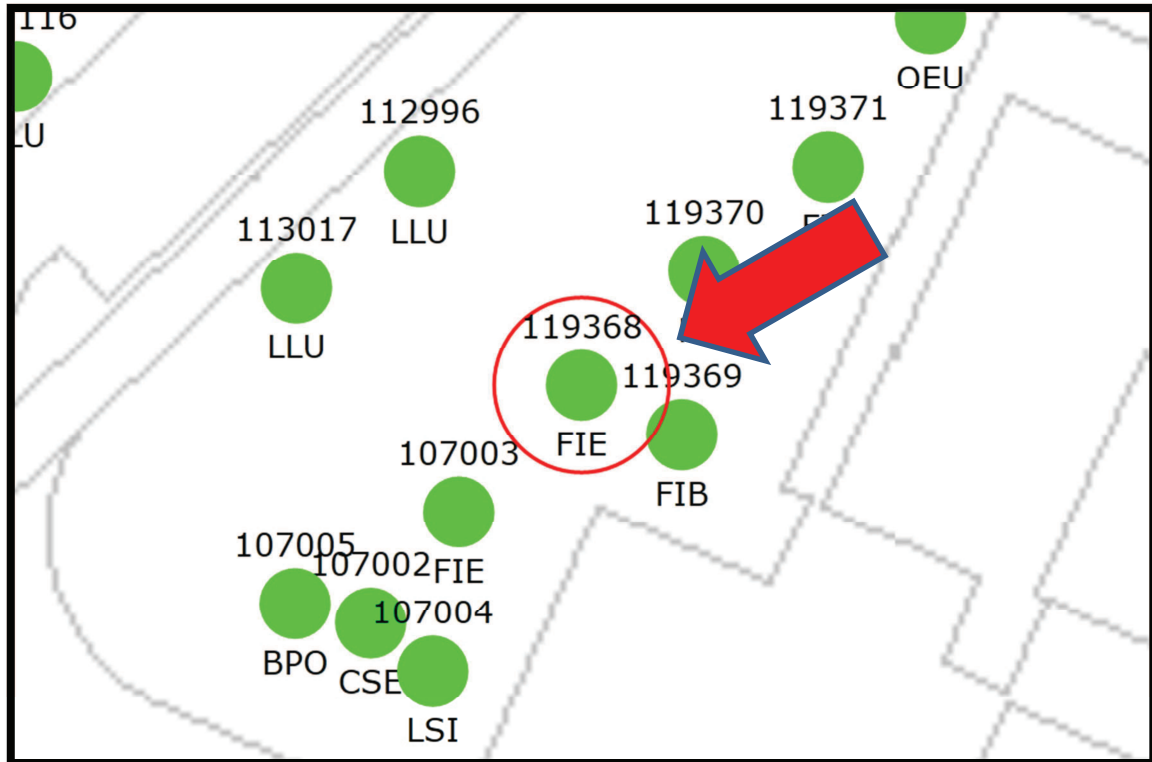 116
OEU
LU
112996
LLU
119371
113017
LLU
119370
119368
FIE
119369
FIB
107003
FIE
107005
BPO
107002
CSE
107004
LSI